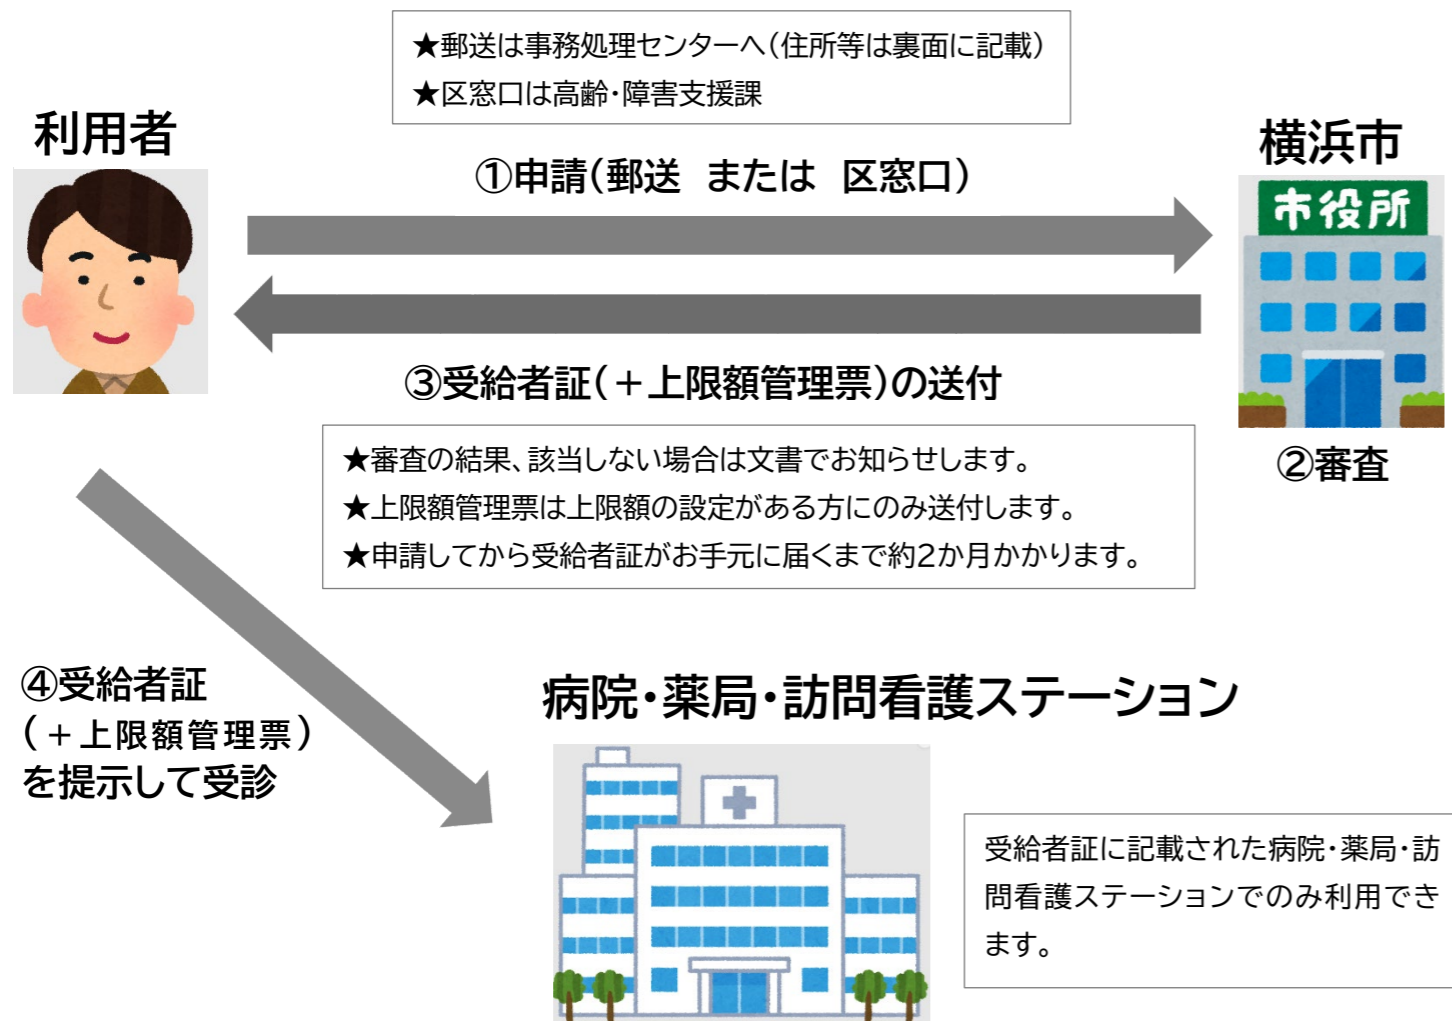 ★郵送は事務処理センターへ(住所等は裏面に記載)
★区窓口は高齢・障害支援課
利用者
横浜市
①申請(郵送 または 区窓口)
市役所
③受給者証(+上限額管理票)の送付
②審査
★審査の結果、該当しない場合は文書でお知らせします。
★上限額管理票は上限額の設定がある方にのみ送付します。
★申請してから受給者証がお手元に届くまで約2か月かかります。
④受給者証
(+上限額管理票)
を提示して受診
病院・薬局・訪問看護ステーション
受給者証に記載された病院・薬局・訪
問看護ステーションでのみ利用でき
ます。